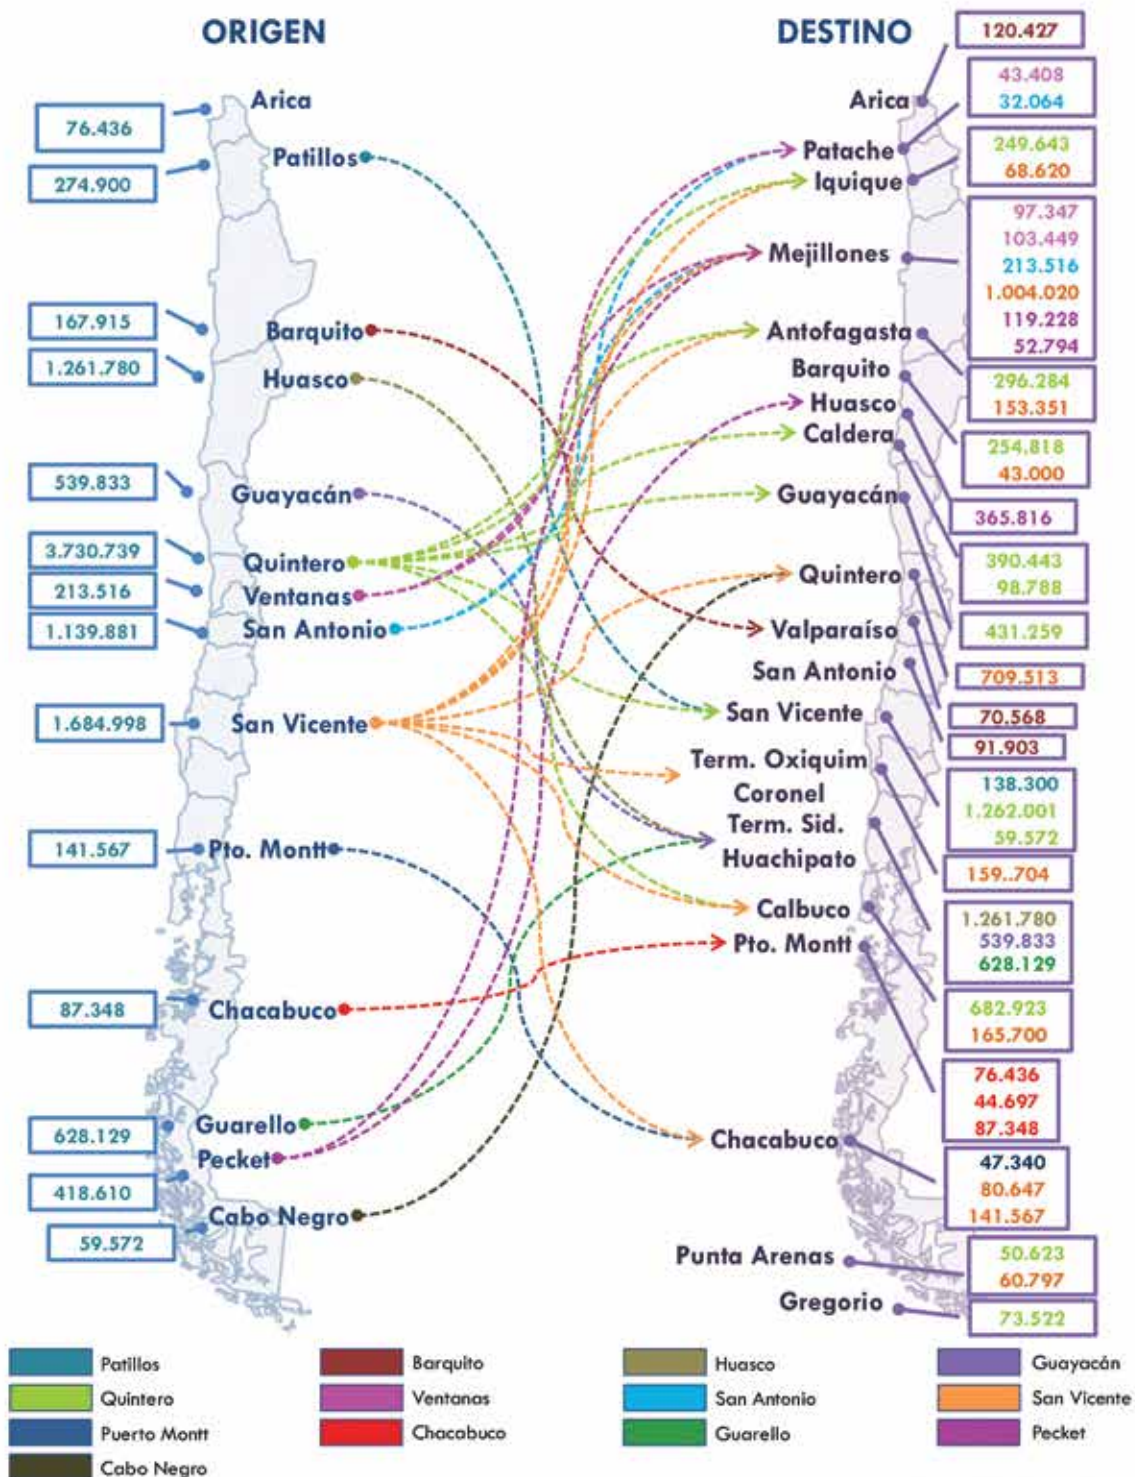 ORIGEN
Arica
76.436
Patillos
274.900
167.915
Barquito
1.261.780
Huasco
539.833
Guayacán
3.730.739
Quintero
213.516
Ventanas
1.139.881
San Antonio
1.684.998
San Vicente
141.567
Pto. Montt
87.348
Chacabuco
628.129
Guarello
Pecket
418.610
Cabo Negro
59.572
DESTINO
120.427
Arica
43.408
32.064
Patache
249.643
68.620
Iquique
97.347
103.449
213.516
1.004.020
119.228
52.794
Mejillones
Antofagasta
296.284
153.351
Barquito
254.818
43.000
Huasco
365.816
Caldera
390.443
98.788
Guayacán
431.259
Quintero
709.513
Valparaíso
70.568
San Antonio
91.903
San Vicente
138.300
1.262.001
59.572
Term. Oxiquim
Coronel
159..704
Term. Sid.
Huachipato
1.261.780
539.833
628.129
Calbuco
682.923
165.700
Pto. Montt
76.436
44.697
87.348
Chacabuco
47.340
80.647
141.567
Punta Arenas
50.623
60.797
Gregorio
73.522
Patillos
Barquito
Huasco
Guayacán
Quintero
Ventanas
San Antonio
San Vicente
Puerto Montt
Chacabuco
Guarello
Pecket
Cabo Negro